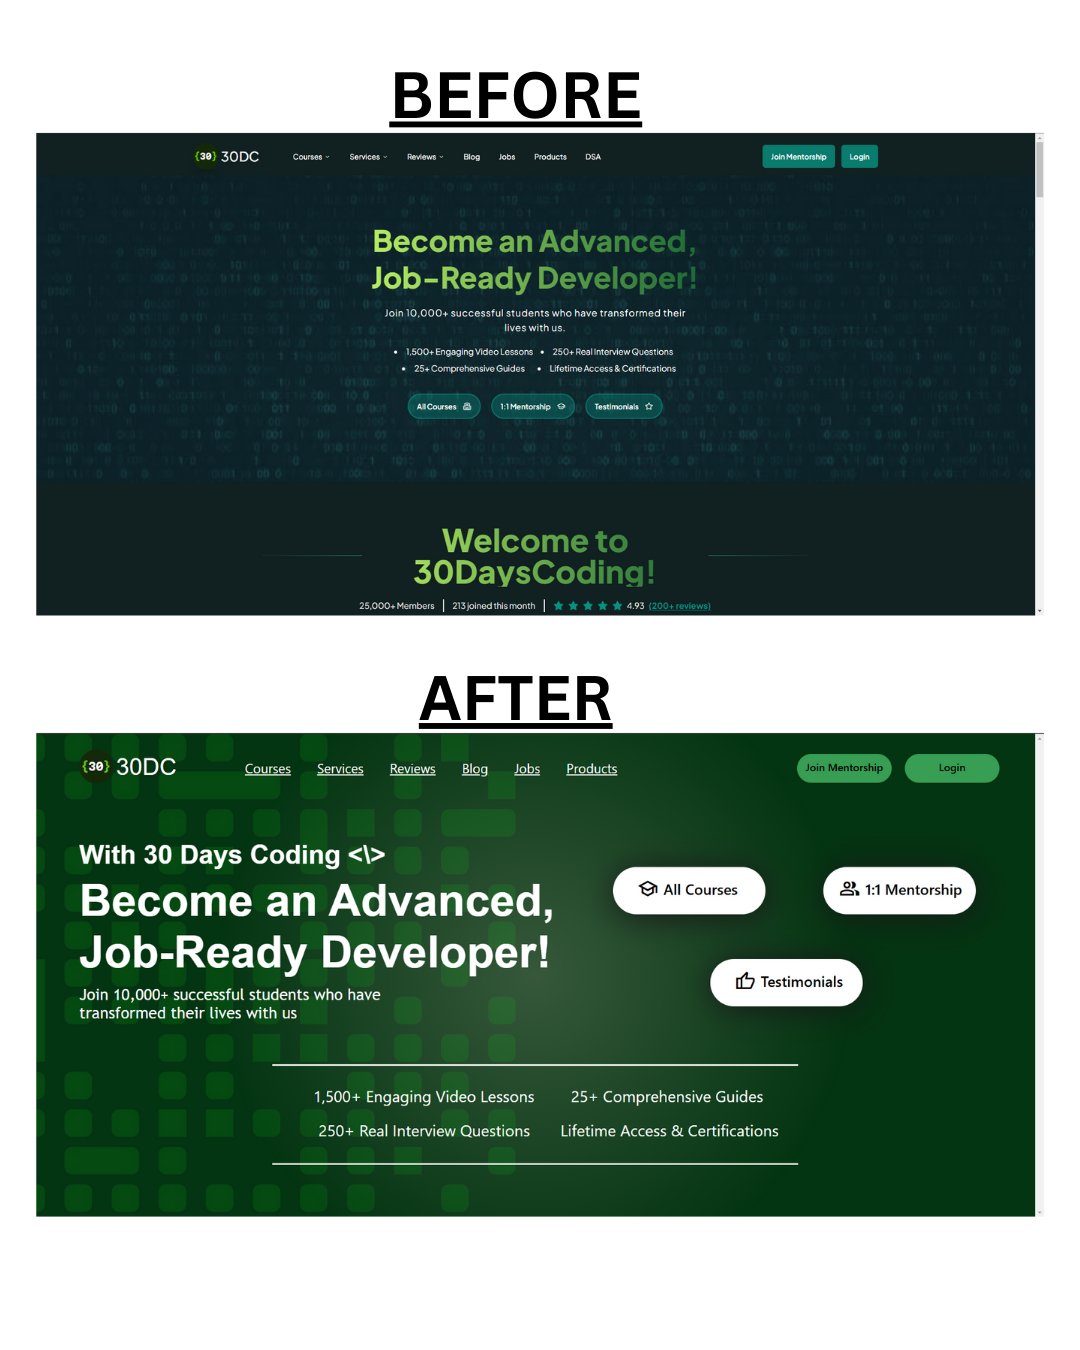 BEFORE
{30} 30DC Courses Services Reviews Blog Jobs Products DSA Join Mentorship Login
Become an Advanced,
Job-Ready Developer!
Join 10,000+ successful students who have transformed their
lives with us.
• 1,500+ Engaging Video Lessons • 250+ Real Interview Questions
• 25+ Comprehensive Guides • Lifetime Access & Certifications
All Courses 1:1 Mentorship Testimonials
Welcome to
30DaysCoding!
25,000+ Members | 213 joined this month | 4.93 (200+ reviews)
AFTER
{30} 30DC Courses Services Reviews Blog Jobs Products Join Mentorship Login
With 30 Days Coding <\>
Become an Advanced,
Job-Ready Developer!
Join 10,000+ successful students who have
transformed their lives with us
All Courses 1:1 Mentorship
Testimonials
1,500+ Engaging Video Lessons 25+ Comprehensive Guides
250+ Real Interview Questions Lifetime Access & Certifications